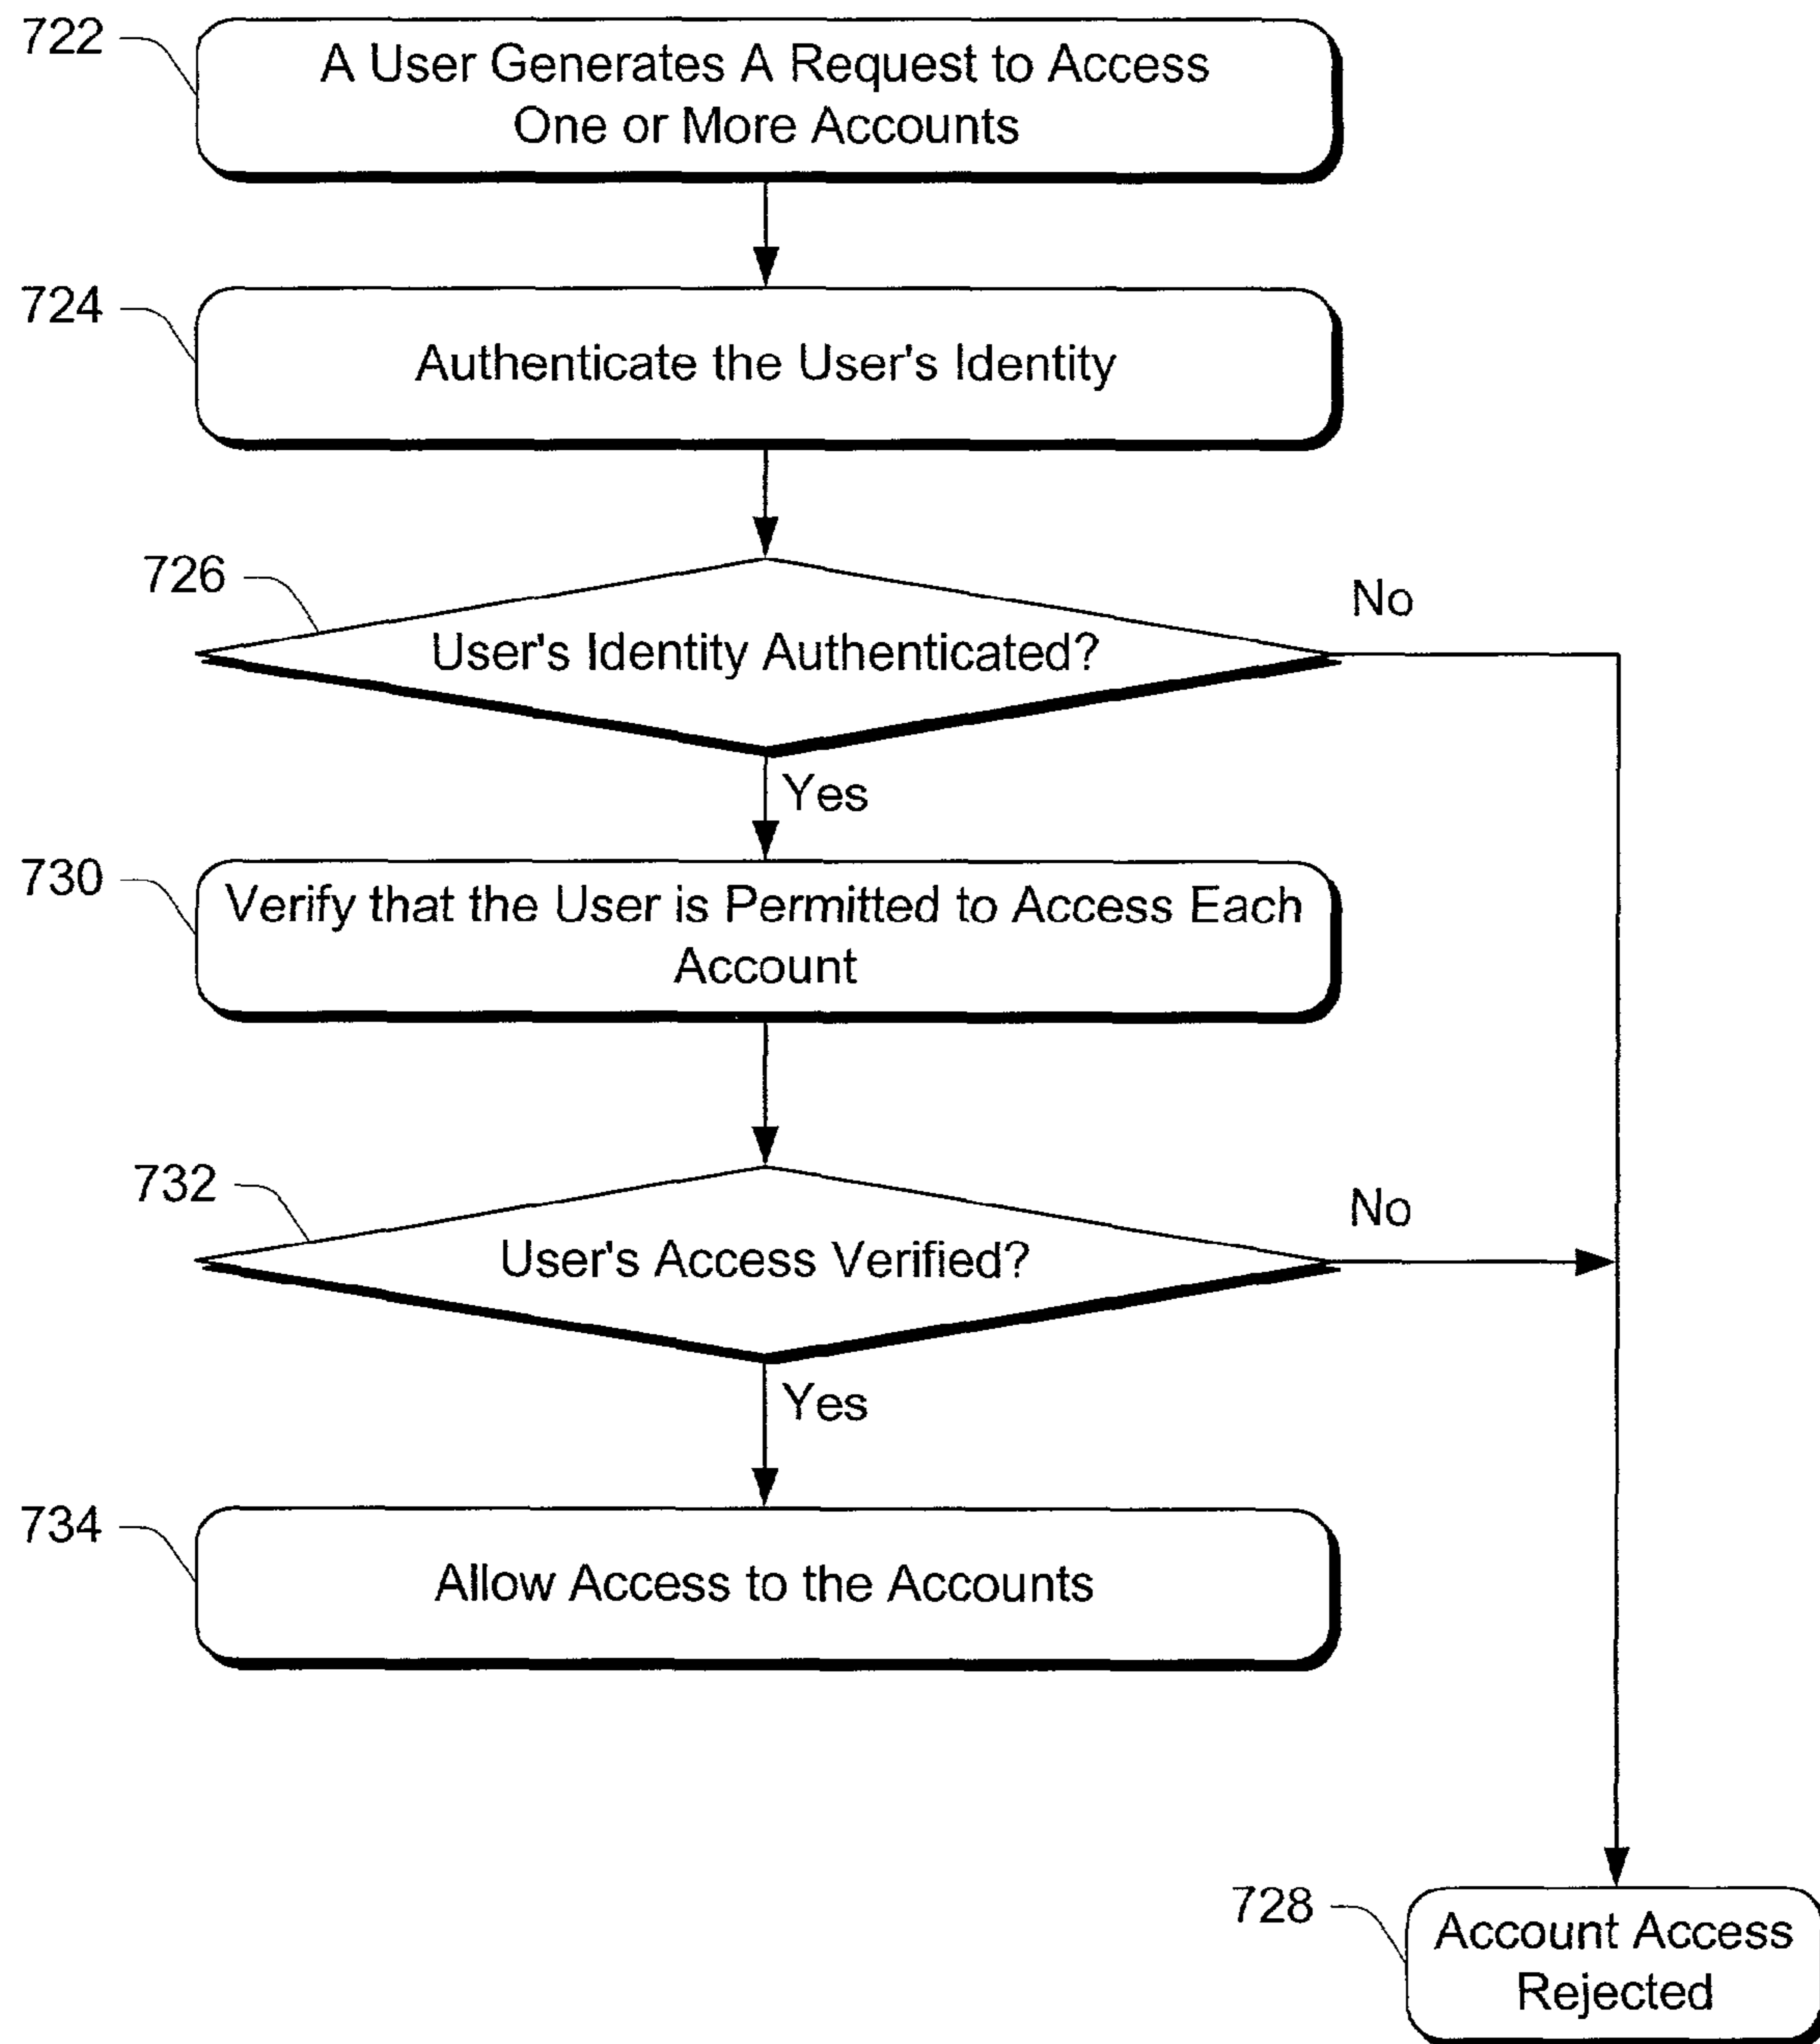 722
A User Generates A Request to Access
One or More Accounts
724
Authenticate the User's Identity
726
No
User's Identity Authenticated?
Yes
730
Verify that the User is Permitted to Access Each
Account
732
No
User's Access Verified?
Yes
734
Allow Access to the Accounts
728
Account Access
Rejected